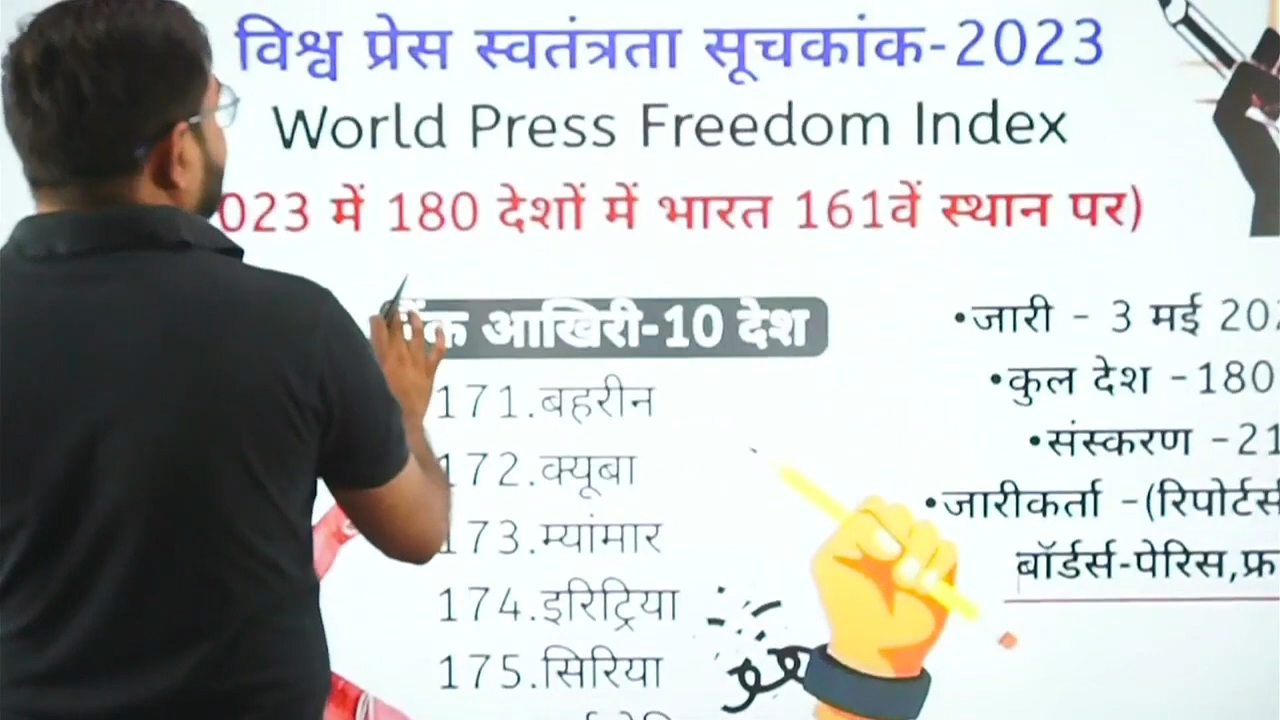 विश्व प्रेस स्वतंत्रता सूचकांक-2023
World Press Freedom Index
023 में 180 देशों में भारत 161वें स्थान पर)
आखिरी-10 देश
171.बहरीन
172.क्यूबा
173.म्यांमार
174.इरिट्रिया
175.सिरिया
•जारी - 3 मई 202
•कुल देश -180
•संस्करण -21
•जारीकर्ता -(रिपोर्टर्स
बॉर्डर्स-पेरिस,फ्र